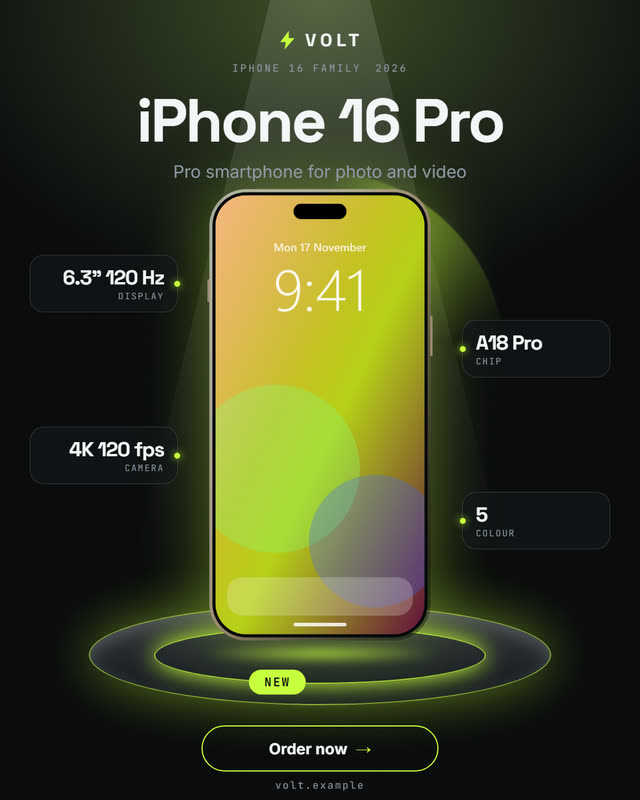 VOLT
IPHONE 16 FAMILY 2026
iPhone 16 Pro
Pro smartphone for photo and video
Mon 17 November
9:41
6.3” 120 Hz
DISPLAY
A18 Pro
CHIP
4K 120 fps
CAMERA
5
COLOUR
NEW
Order now →
volt.example